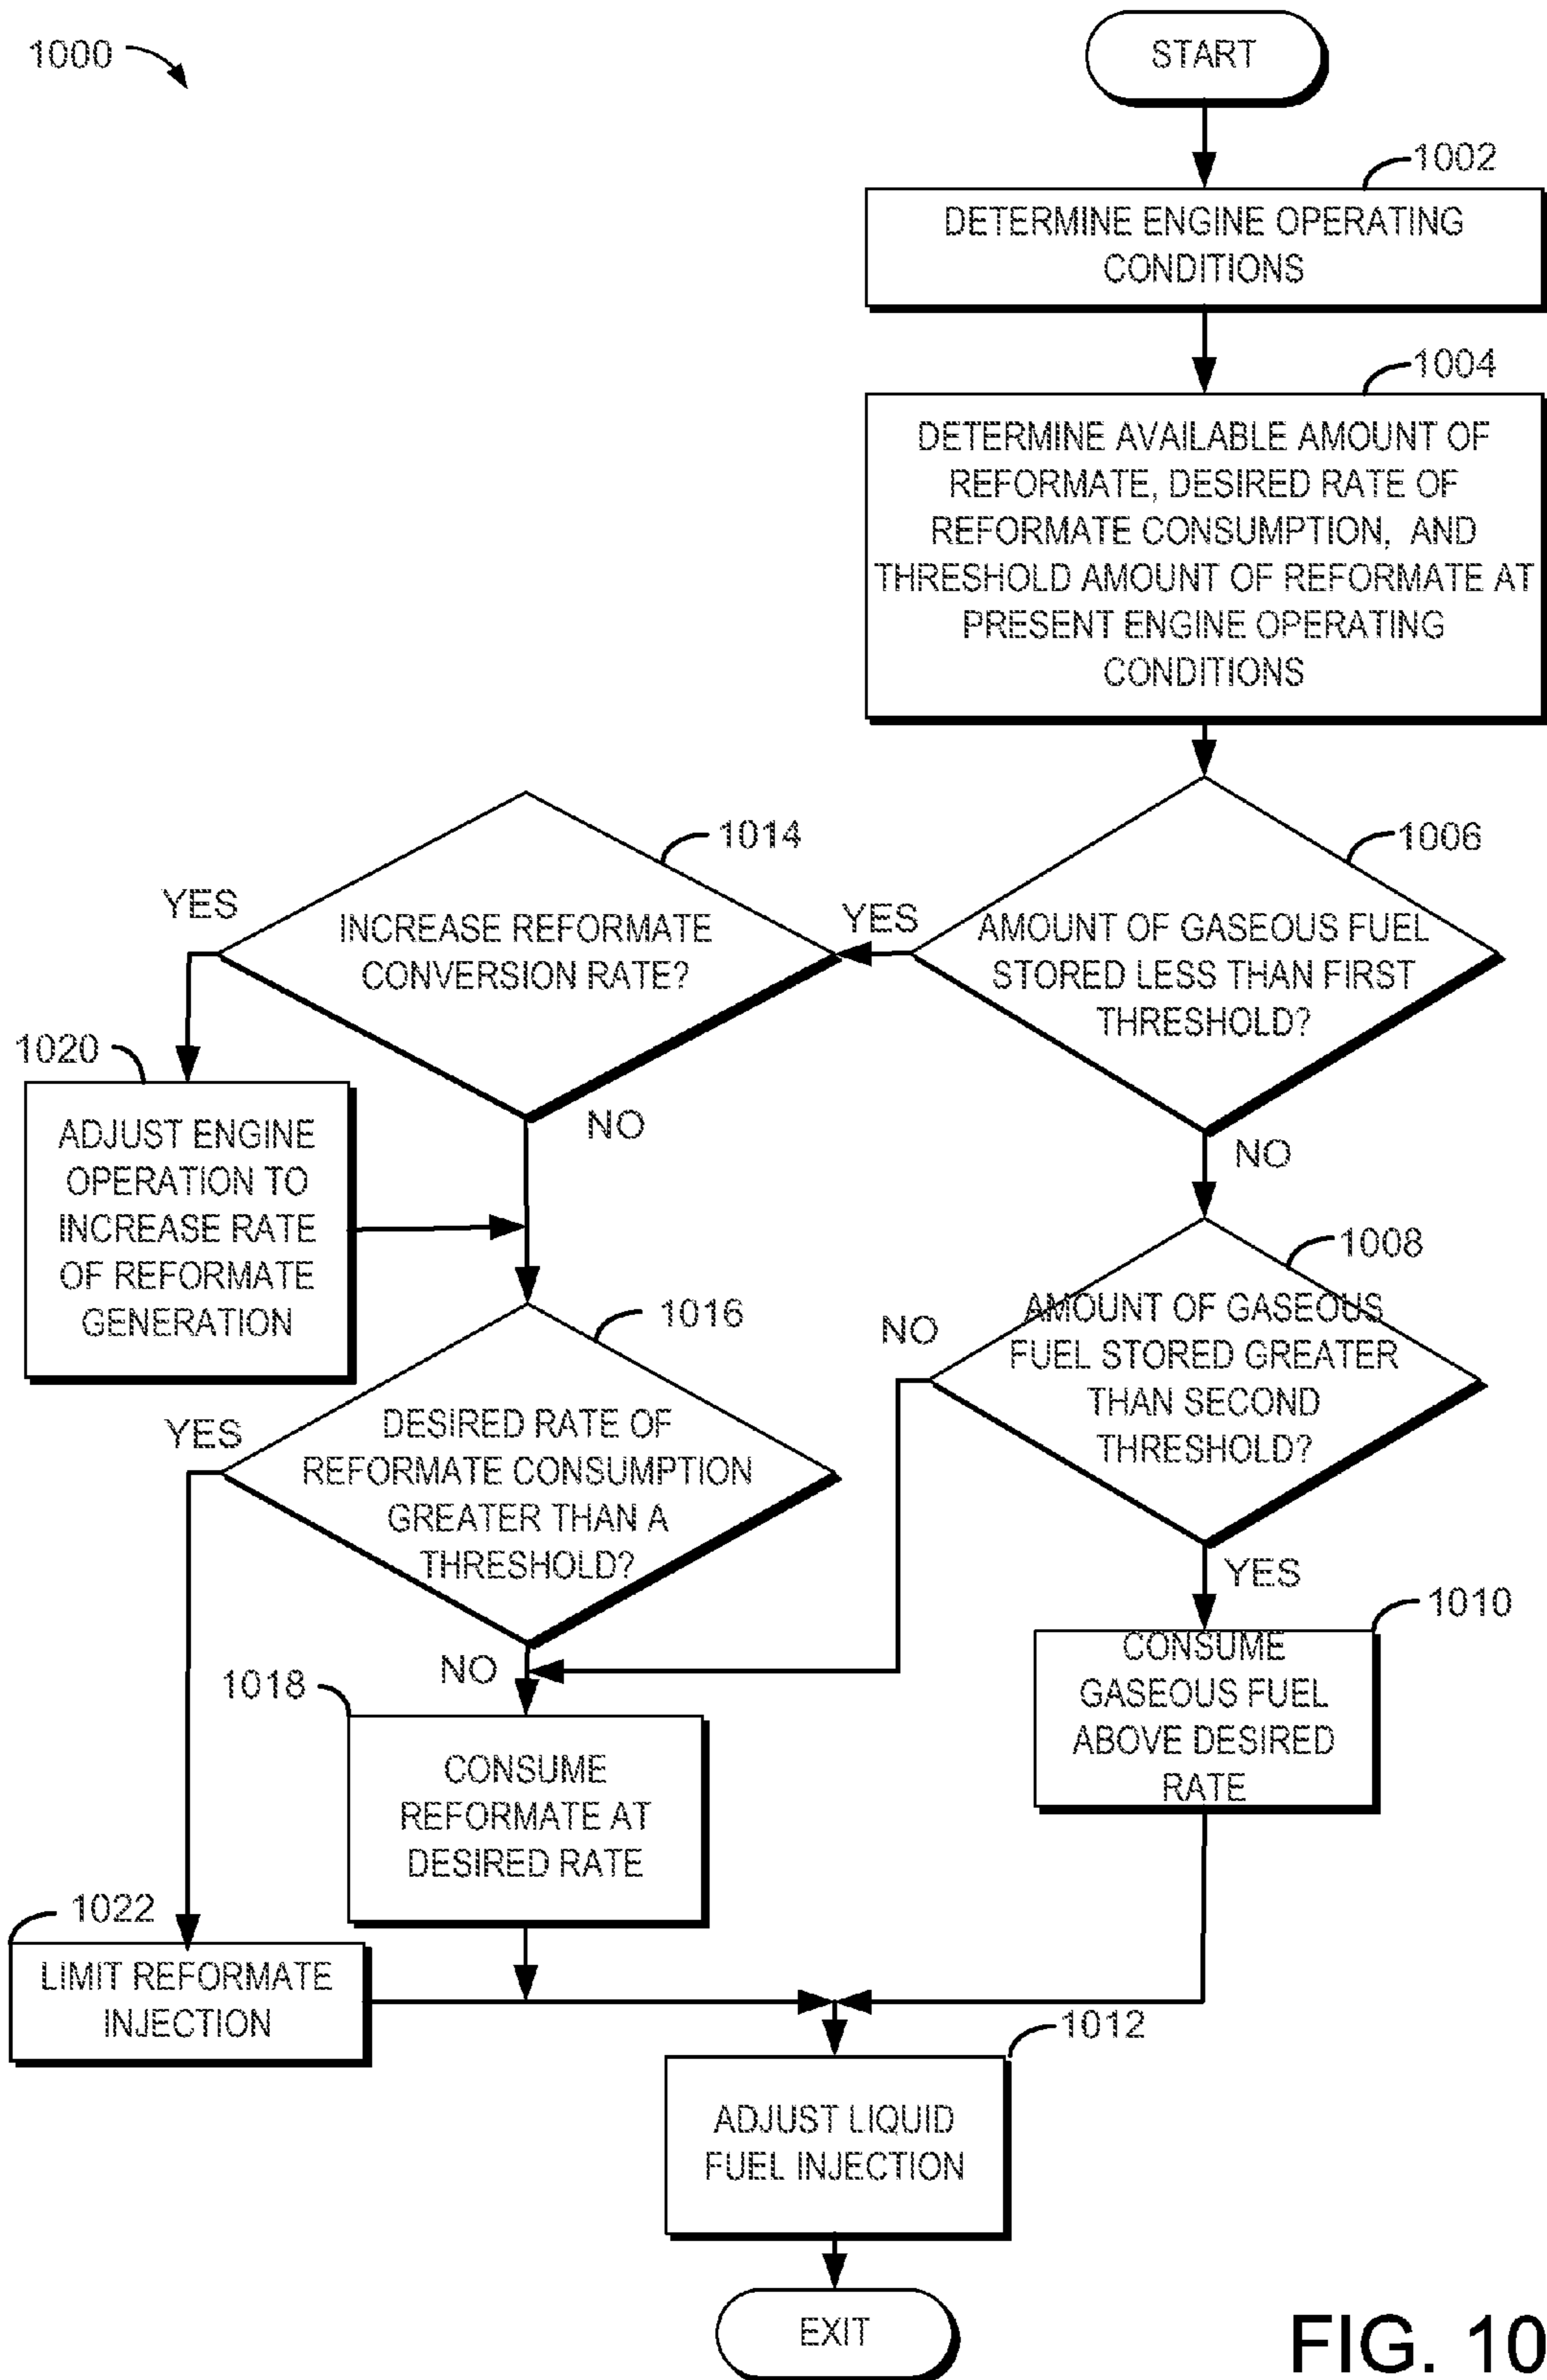 1000
START
1002
DETERMINE ENGINE OPERATING
CONDITIONS
1004
DETERMINE AVAILABLE AMOUNT OF
REFORMATE, DESIRED RATE OF
REFORMATE CONSUMPTION, AND
THRESHOLD AMOUNT OF REFORMATE AT
PRESENT ENGINE OPERATING
CONDITIONS
1006
AMOUNT OF GASEOUS FUEL
STORED LESS THAN FIRST
THRESHOLD?
YES
NO
1014
INCREASE REFORMATE
CONVERSION RATE?
YES
NO
1020
ADJUST ENGINE
OPERATION TO
INCREASE RATE
OF REFORMATE
GENERATION
1008
AMOUNT OF GASEOUS
FUEL STORED GREATER
THAN SECOND
THRESHOLD?
NO
YES
1016
DESIRED RATE OF
REFORMATE CONSUMPTION
GREATER THAN A
THRESHOLD?
YES
NO
1010
CONSUME
GASEOUS FUEL
ABOVE DESIRED
RATE
1018
CONSUME
REFORMATE AT
DESIRED RATE
1022
LIMIT REFORMATE
INJECTION
1012
ADJUST LIQUID
FUEL INJECTION
EXIT
FIG. 10